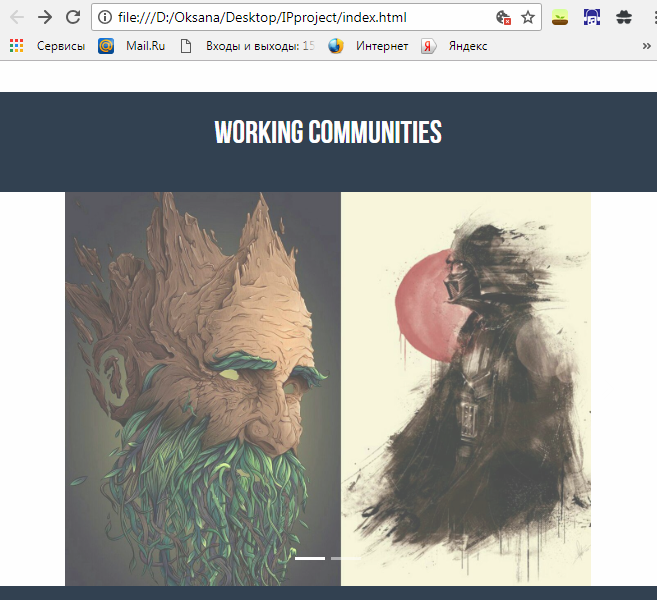 file:///D:/Oksana/Desktop/IPproject/index.html
Сервисы Mail.Ru Входы и выходы: 15 Интернет Яндекс »
WORKING COMMUNITIES